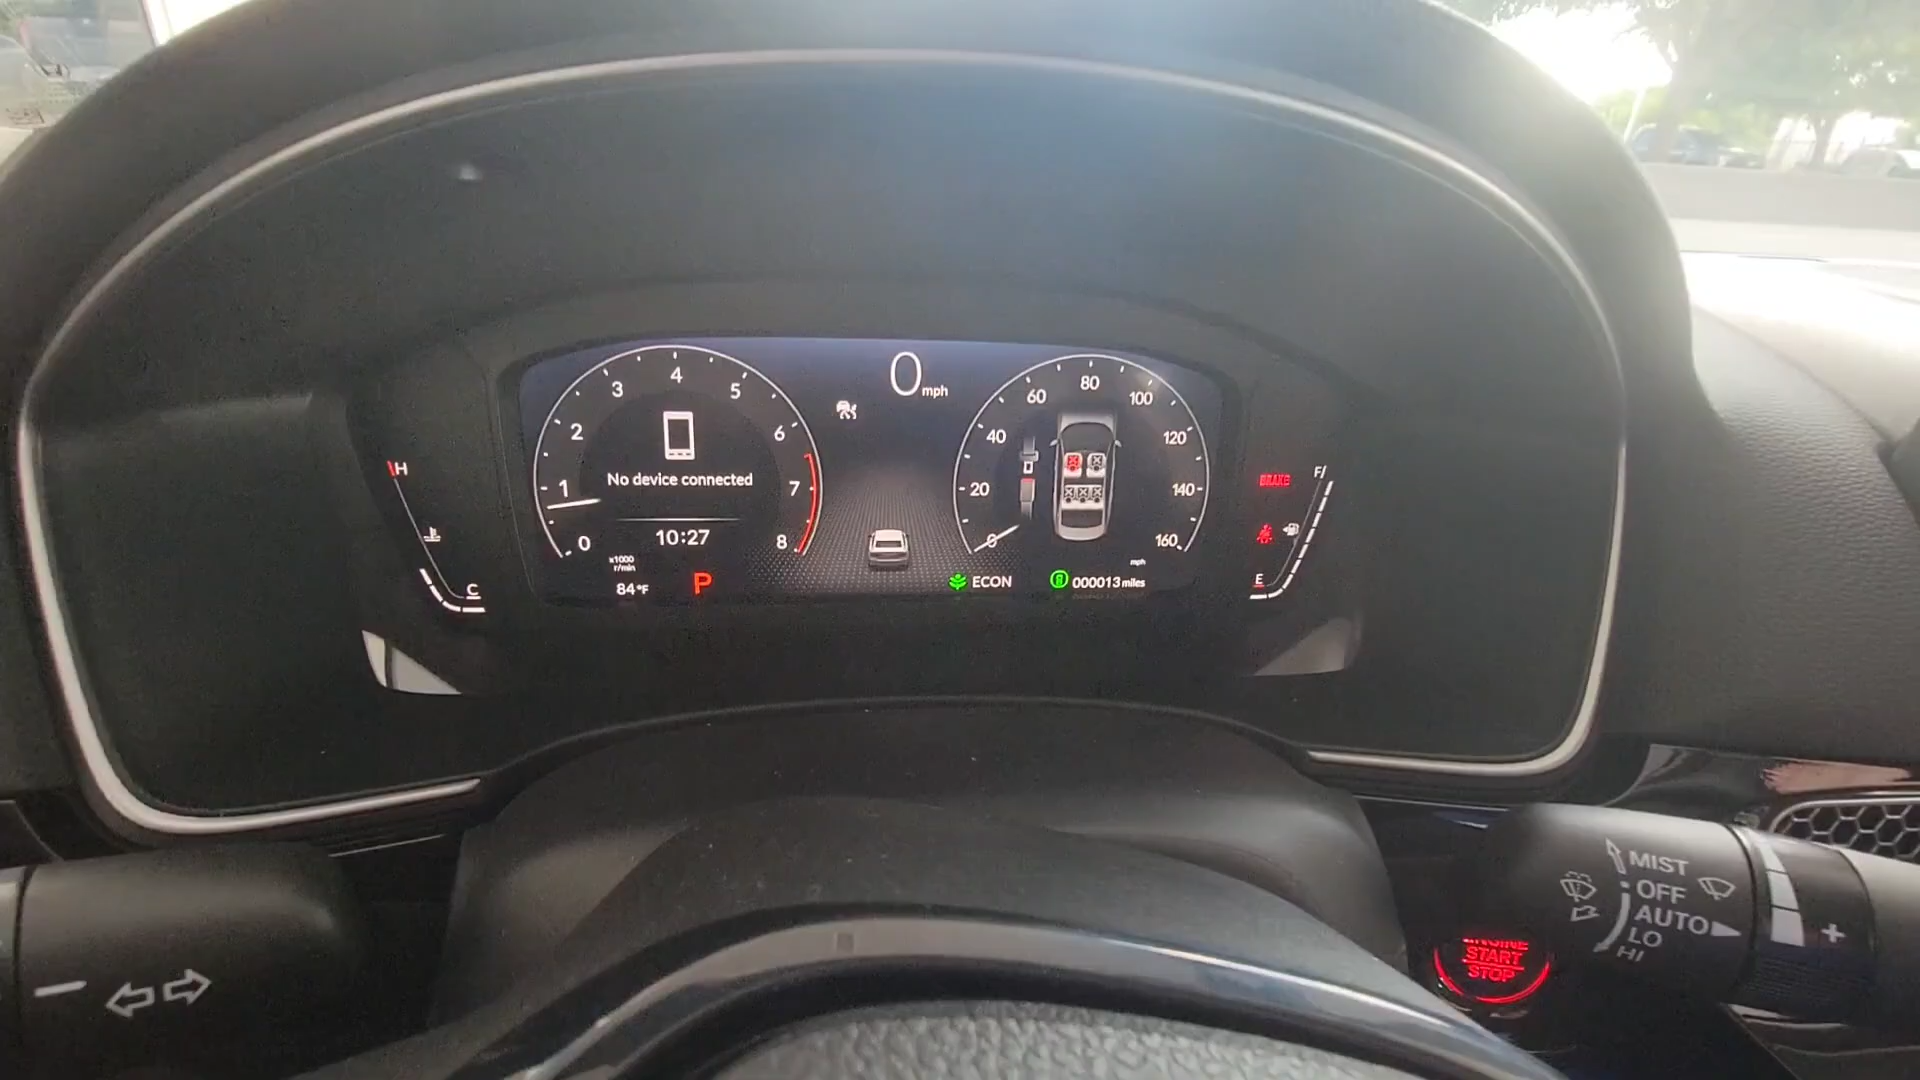 0 mph
0
1
2
3
4
5
6
7
8
No device connected
10:27
x1000
r/min
84°F
P
0
20
40
60
80
100
120
140
160
mph
ECON
000013 miles
H
C
BRAKE
F/
E
MIST
OFF
AUTO
LO
HI
ENGINE
START
STOP